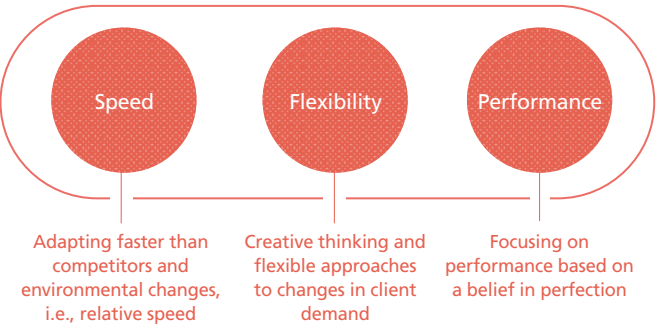 Speed
Flexibility
Performance
Adapting faster than
competitors and
environmental changes,
i.e., relative speed
Creative thinking and
flexible approaches
to changes in client
demand
Focusing on
performance based on
a belief in perfection